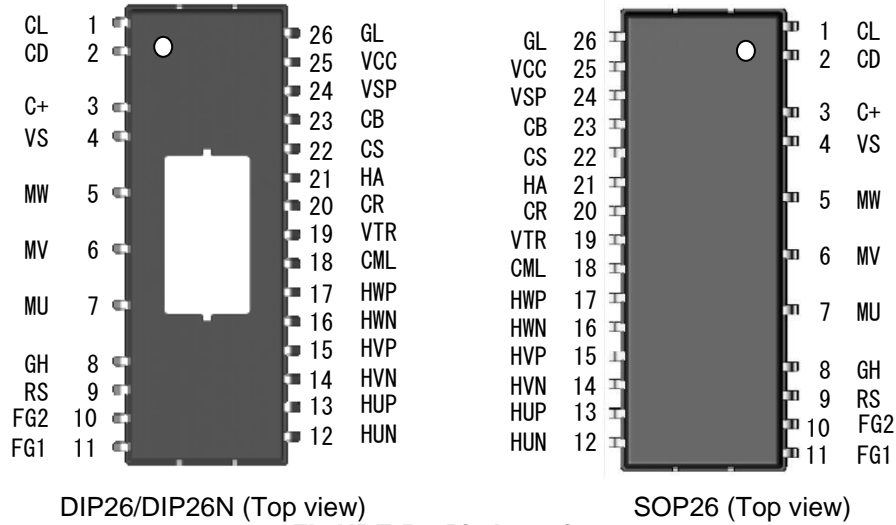 CL 1
CD 2
C+ 3
VS 4
MW 5
MV 6
MU 7
GH 8
RS 9
FG2 10
FG1 11
26 GL
25 VCC
24 VSP
23 CB
22 CS
21 HA
20 CR
19 VTR
18 CML
17 HWP
16 HWN
15 HVP
14 HVN
13 HUP
12 HUN
DIP26/DIP26N (Top view)
GL 26
VCC 25
VSP 24
CB 23
CS 22
HA 21
CR 20
VTR 19
CML 18
HWP 17
HWN 16
HVP 15
HVN 14
HUP 13
HUN 12
1 CL
2 CD
3 C+
4 VS
5 MW
6 MV
7 MU
8 GH
9 RS
10 FG2
11 FG1
SOP26 (Top view)